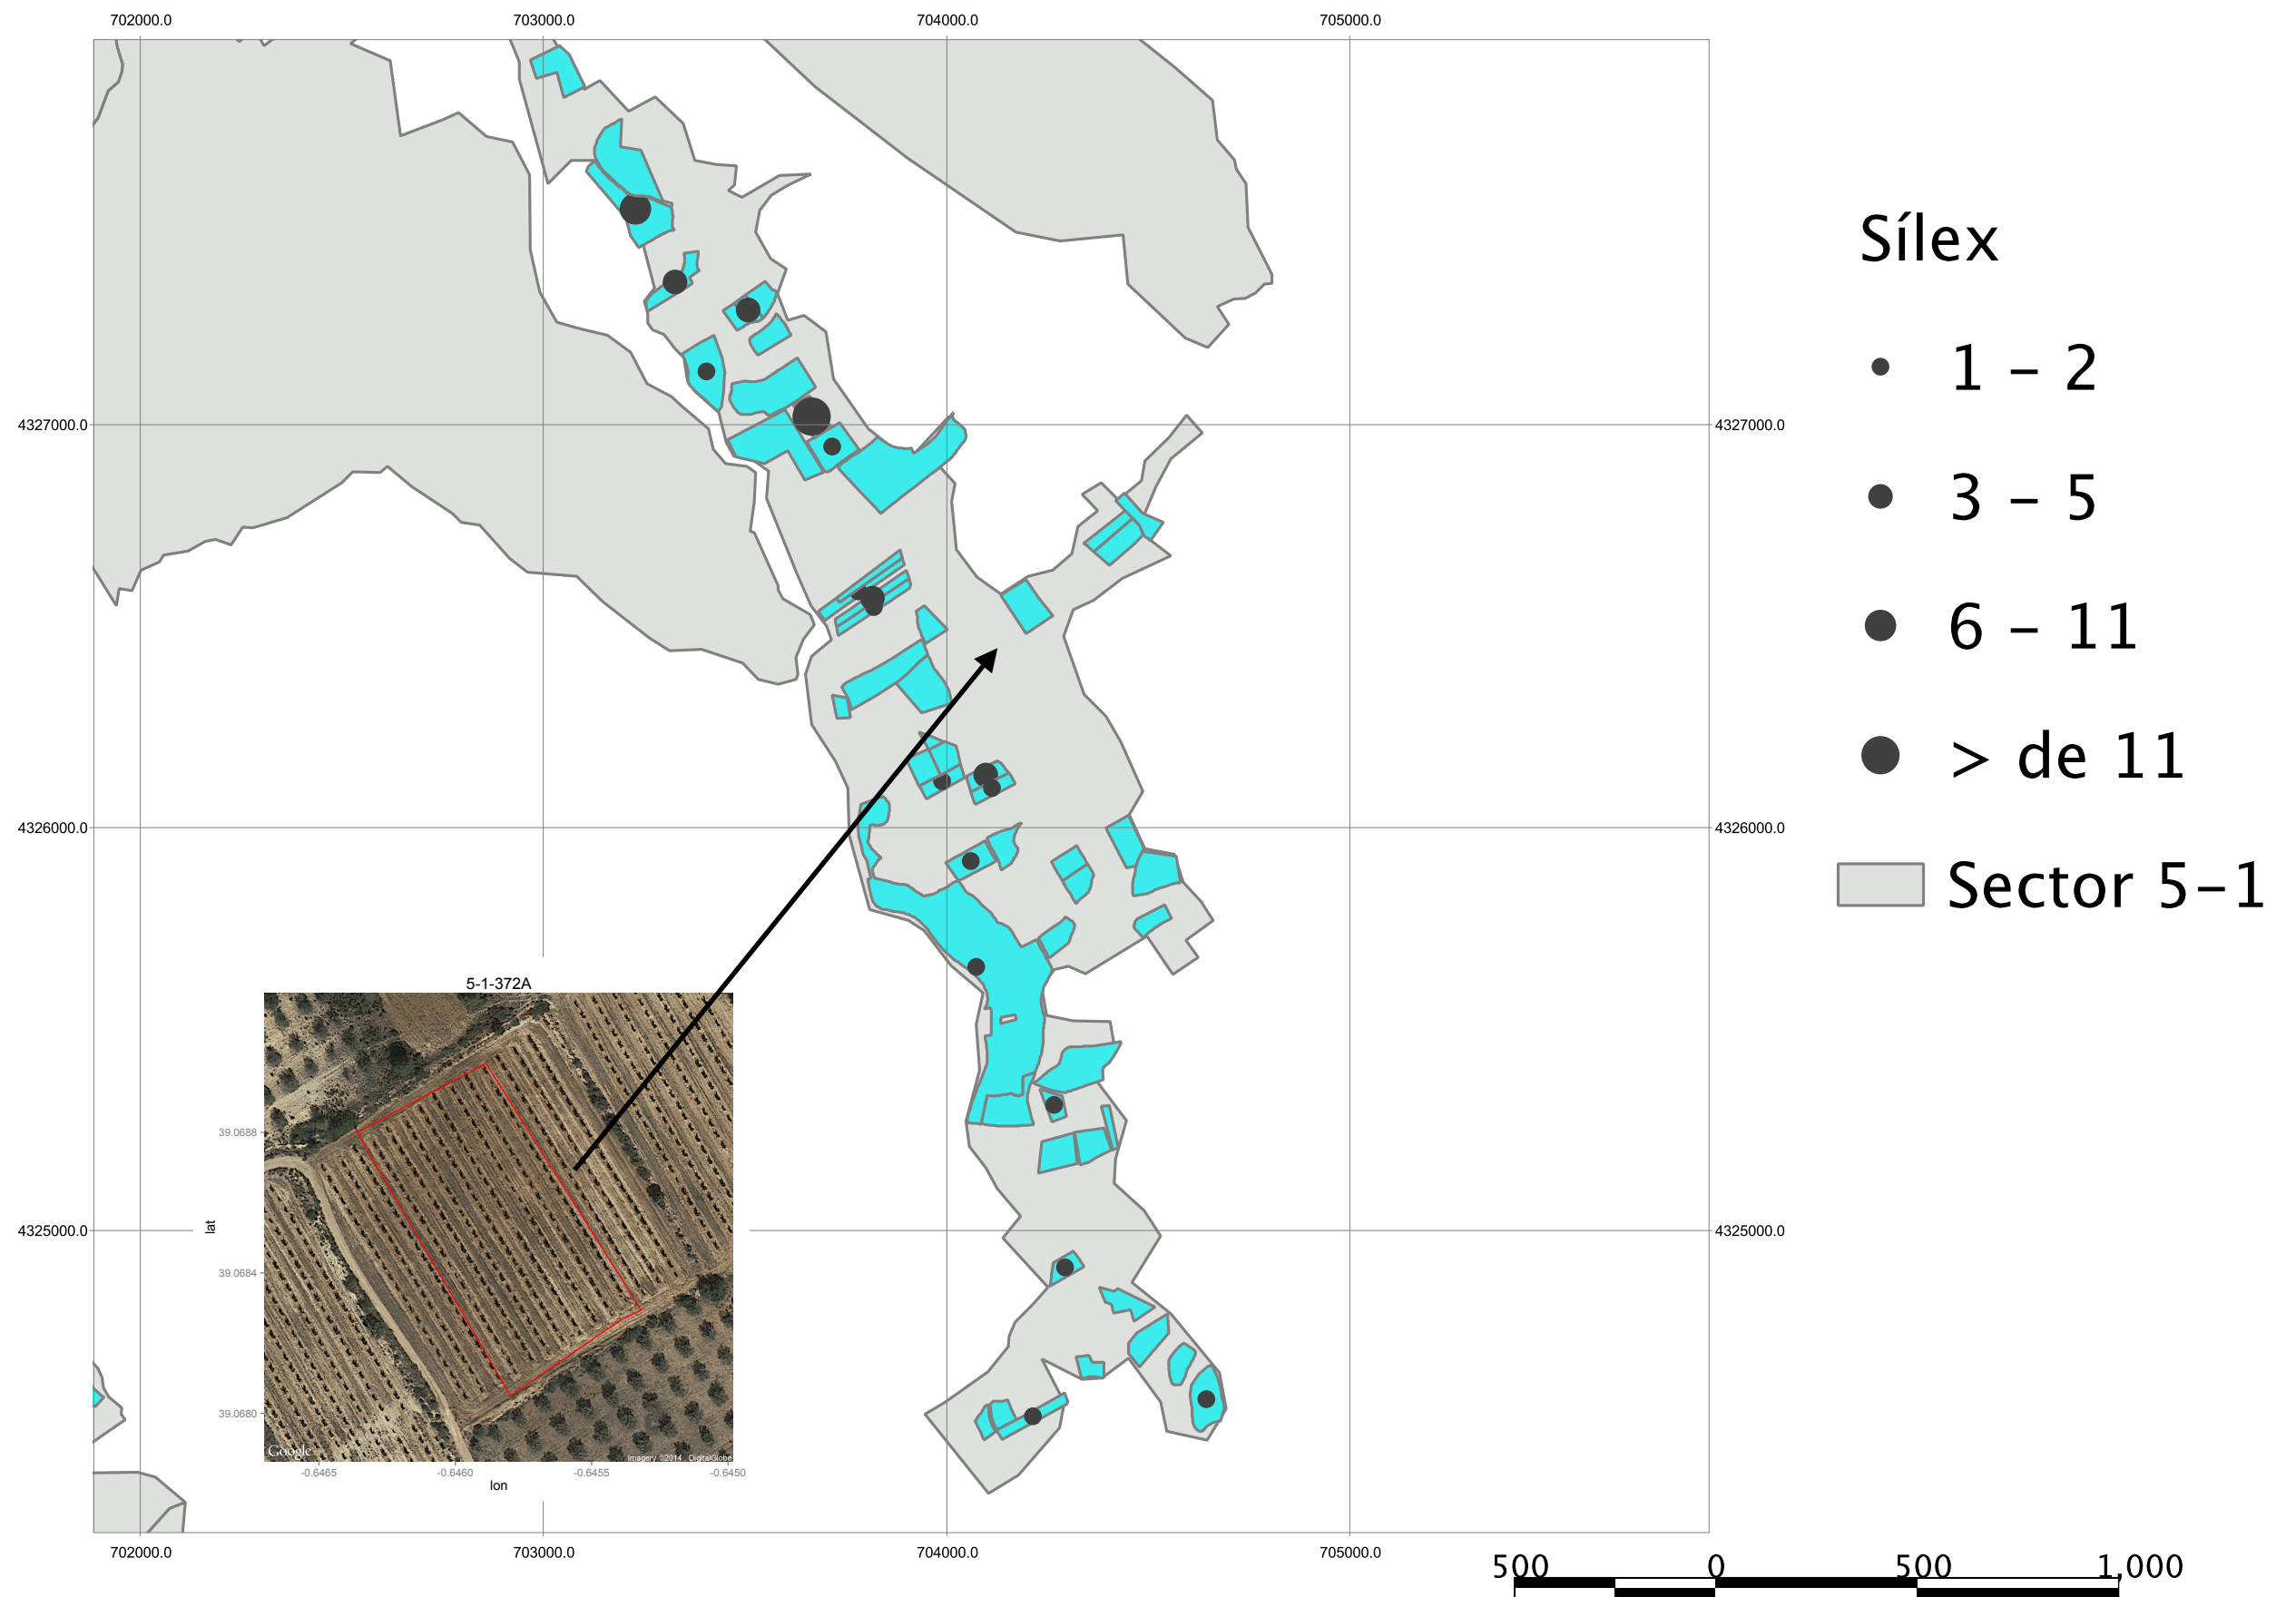 702000.0 703000.0 704000.0 705000.0
Sílex
1 – 2
4327000.0 4327000.0
3 – 5
6 – 11
> de 11
4326000.0 4326000.0
Sector 5–1
5-1-372A
39.0688
lat
4325000.0 4325000.0
39.0684
39.0680
Google
Imagery ©2014 , DigitalGlobe
-0.6465 -0.6460 -0.6455 -0.6450
lon
702000.0 703000.0 704000.0 705000.0
500 0 500 1,000